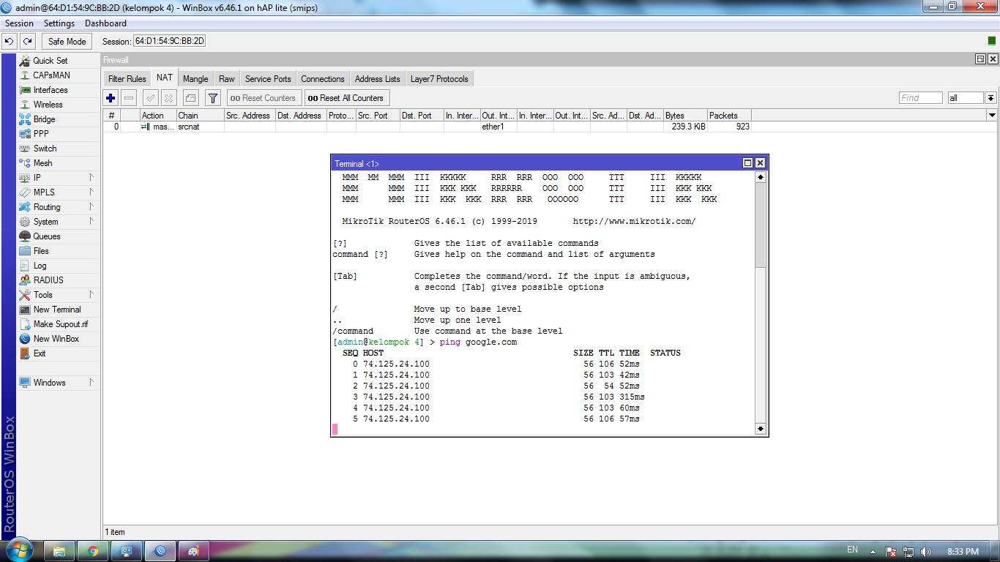 admin@64:D1:54:9C:BB:2D (kelompok 4) - WinBox v6.46.1 on hAP lite (smips)
Session Settings Dashboard
Safe Mode Session: 64:D1:54:9C:BB:2D
Quick Set
CAPsMAN
Interfaces
Wireless
Bridge
PPP
Switch
Mesh
IP
MPLS
Routing
System
Queues
Files
Log
RADIUS
Tools
New Terminal
Make Supout.rif
New WinBox
Exit
Windows
RouterOS WinBox
Firewall
Filter Rules NAT Mangle Raw Service Ports Connections Address Lists Layer7 Protocols
00 Reset Counters 00 Reset All Counters Find all
# Action Chain Src. Address Dst. Address Proto... Src. Port Dst. Port In. Inter... Out. Int... In. Inter... Out. Int... Src. Ad... Dst. Ad... Bytes Packets
0 mas... srcnat ether1 239.3 KiB 923
Terminal <1>
MMM MM MMM III KKKKK RRR RRR OOO OOO TTT III KKKKK
MMM MMM III KKK KKK RRRRRR OOO OOO TTT III KKK KKK
MMM MMM III KKK KKK RRR RRR OOOOOO TTT III KKK KKK
MikroTik RouterOS 6.46.1 (c) 1999-2019 http://www.mikrotik.com/
[?] Gives the list of available commands
command [?] Gives help on the command and list of arguments
[Tab] Completes the command/word. If the input is ambiguous,
a second [Tab] gives possible options
/ Move up to base level
.. Move up one level
/command Use command at the base level
[admin@kelompok 4] > ping google.com
SEQ HOST SIZE TTL TIME STATUS
0 74.125.24.100 56 106 52ms
1 74.125.24.100 56 103 42ms
2 74.125.24.100 56 54 52ms
3 74.125.24.100 56 103 315ms
4 74.125.24.100 56 103 60ms
5 74.125.24.100 56 106 57ms
1 item
EN 8:33 PM